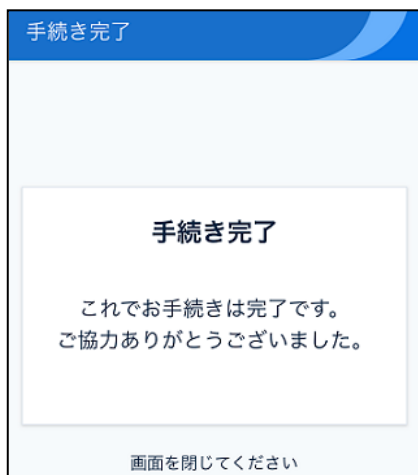 手続き完了
手続き完了
これでお手続きは完了です。
ご協力ありがとうございました。
画面を閉じてください